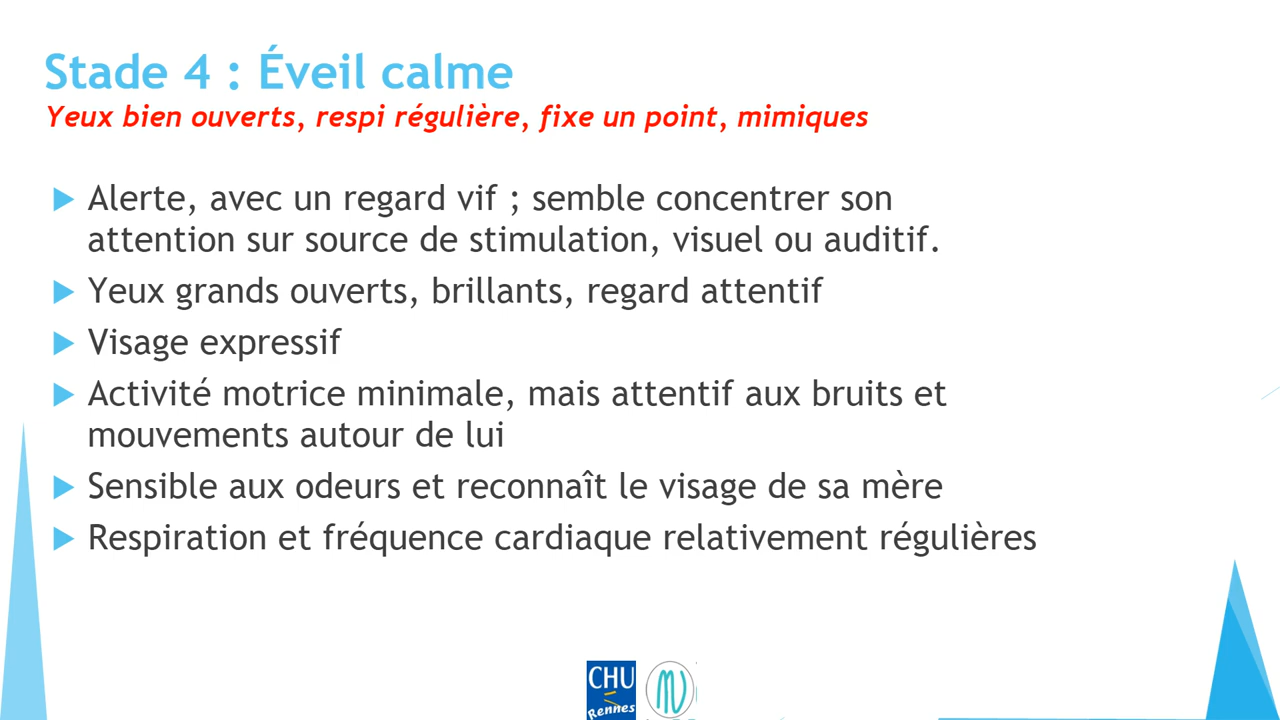 Stade 4 : Éveil calme
Yeux bien ouverts, respi régulière, fixe un point, mimiques
Alerte, avec un regard vif ; semble concentrer son
attention sur source de stimulation, visuel ou auditif.
Yeux grands ouverts, brillants, regard attentif
Visage expressif
Activité motrice minimale, mais attentif aux bruits et
mouvements autour de lui
Sensible aux odeurs et reconnaît le visage de sa mère
Respiration et fréquence cardiaque relativement régulières
CHU
Rennes